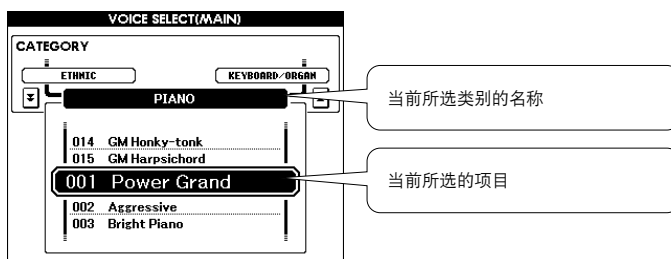 VOICE SELECT(MAIN)
CATEGORY
ETHNIC
KEYBOARD/ORGAN
PIANO
当前所选类别的名称
014 GM Honky-tonk
015 GM Harpsichord
001 Power Grand
当前所选的项目
002 Aggressive
003 Bright Piano